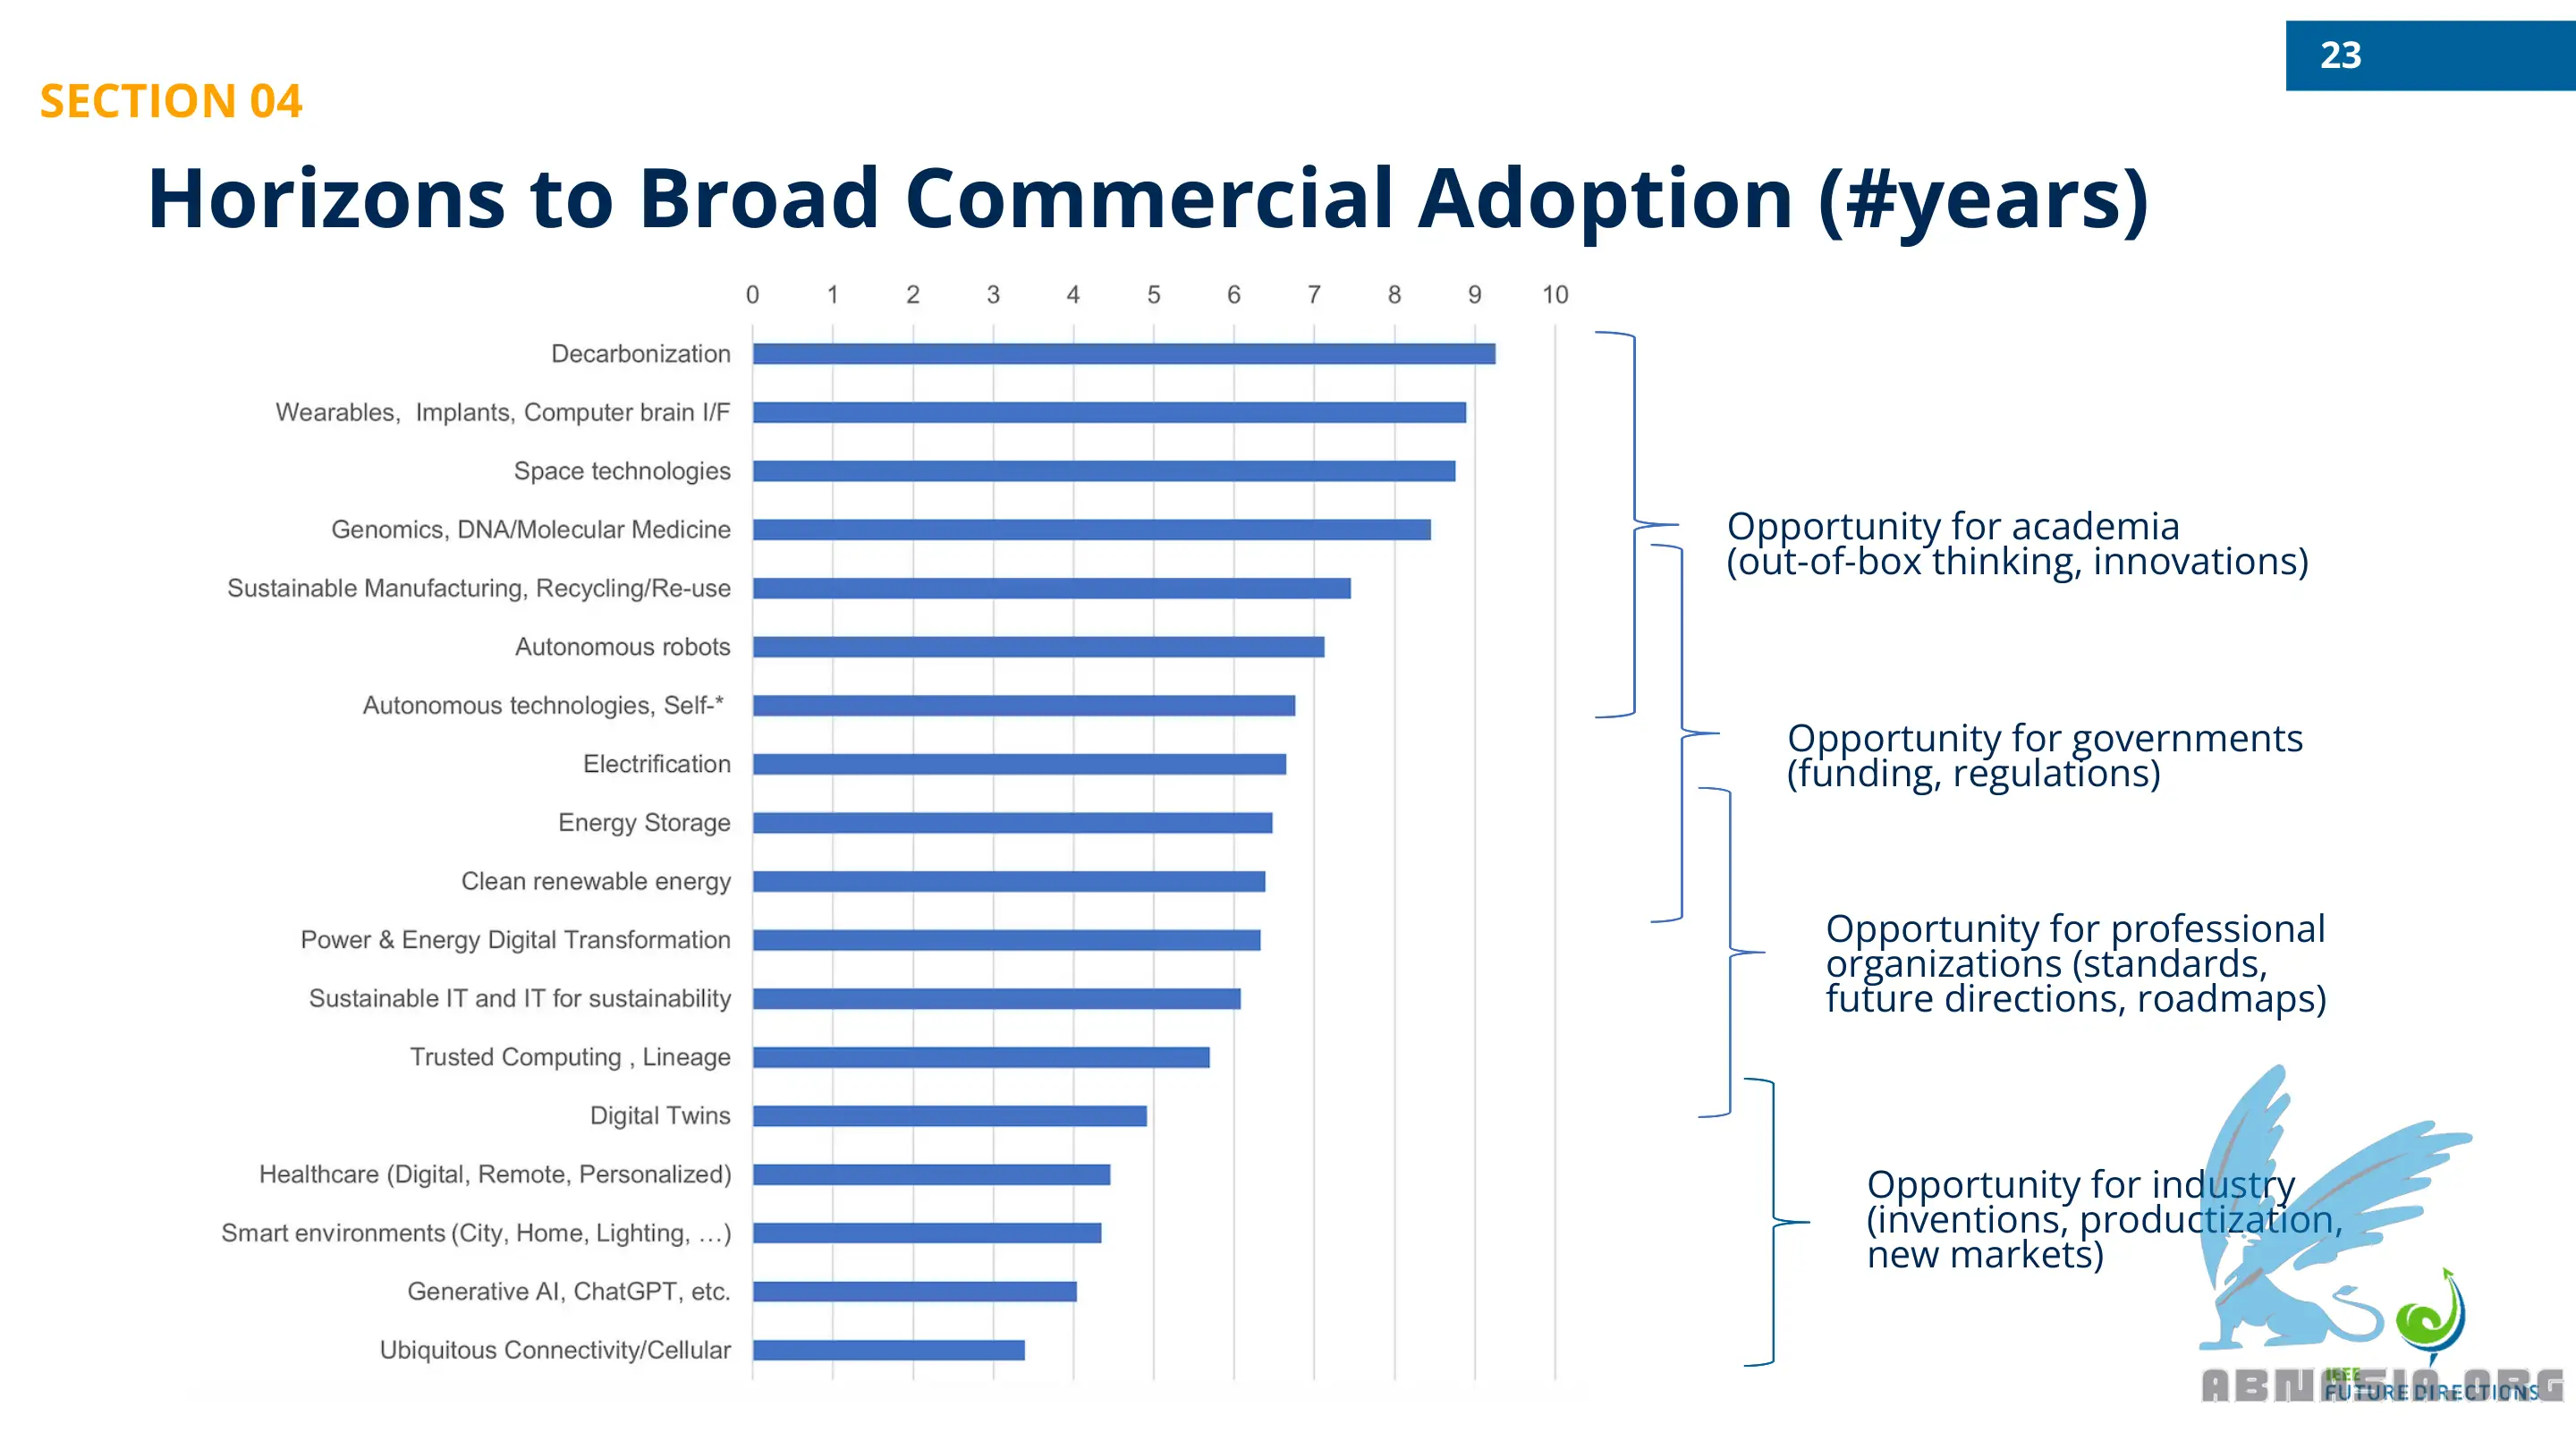 23
SECTION 04
Horizons to Broad Commercial Adoption (#years)
0 1 2 3 4 5 6 7 8 9 10
Decarbonization
Wearables, Implants, Computer brain I/F
Space technologies
Genomics, DNA/Molecular Medicine
Sustainable Manufacturing, Recycling/Re-use
Autonomous robots
Autonomous technologies, Self-*
Electrification
Energy Storage
Clean renewable energy
Power & Energy Digital Transformation
Sustainable IT and IT for sustainability
Trusted Computing , Lineage
Digital Twins
Healthcare (Digital, Remote, Personalized)
Smart environments (City, Home, Lighting, …)
Generative AI, ChatGPT, etc.
Ubiquitous Connectivity/Cellular
Opportunity for academia
(out-of-box thinking, innovations)
Opportunity for governments
(funding, regulations)
Opportunity for professional
organizations (standards,
future directions, roadmaps)
Opportunity for industry
(inventions, productization,
new markets)
IEEE
FUTURE DIRECTIONS
ABNASIA.ORG